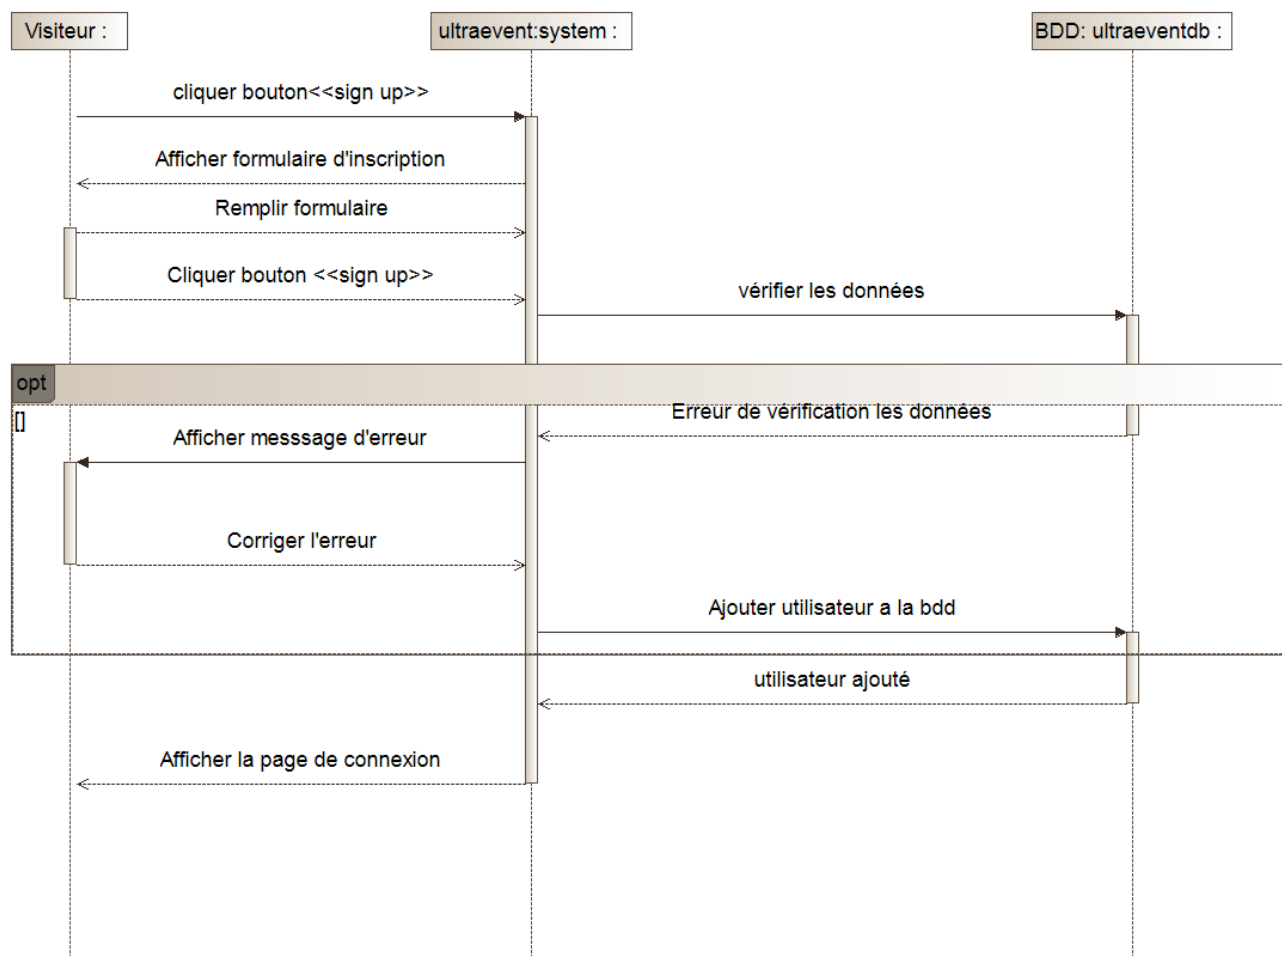 Visiteur :
ultraevent:system :
BDD: ultraeventdb :
cliquer bouton<<sign up>>
Afficher formulaire d'inscription
Remplir formulaire
Cliquer bouton <<sign up>>
vérifier les données
opt
[]
Erreur de vérification les données
Afficher messsage d'erreur
Corriger l'erreur
Ajouter utilisateur a la bdd
utilisateur ajouté
Afficher la page de connexion